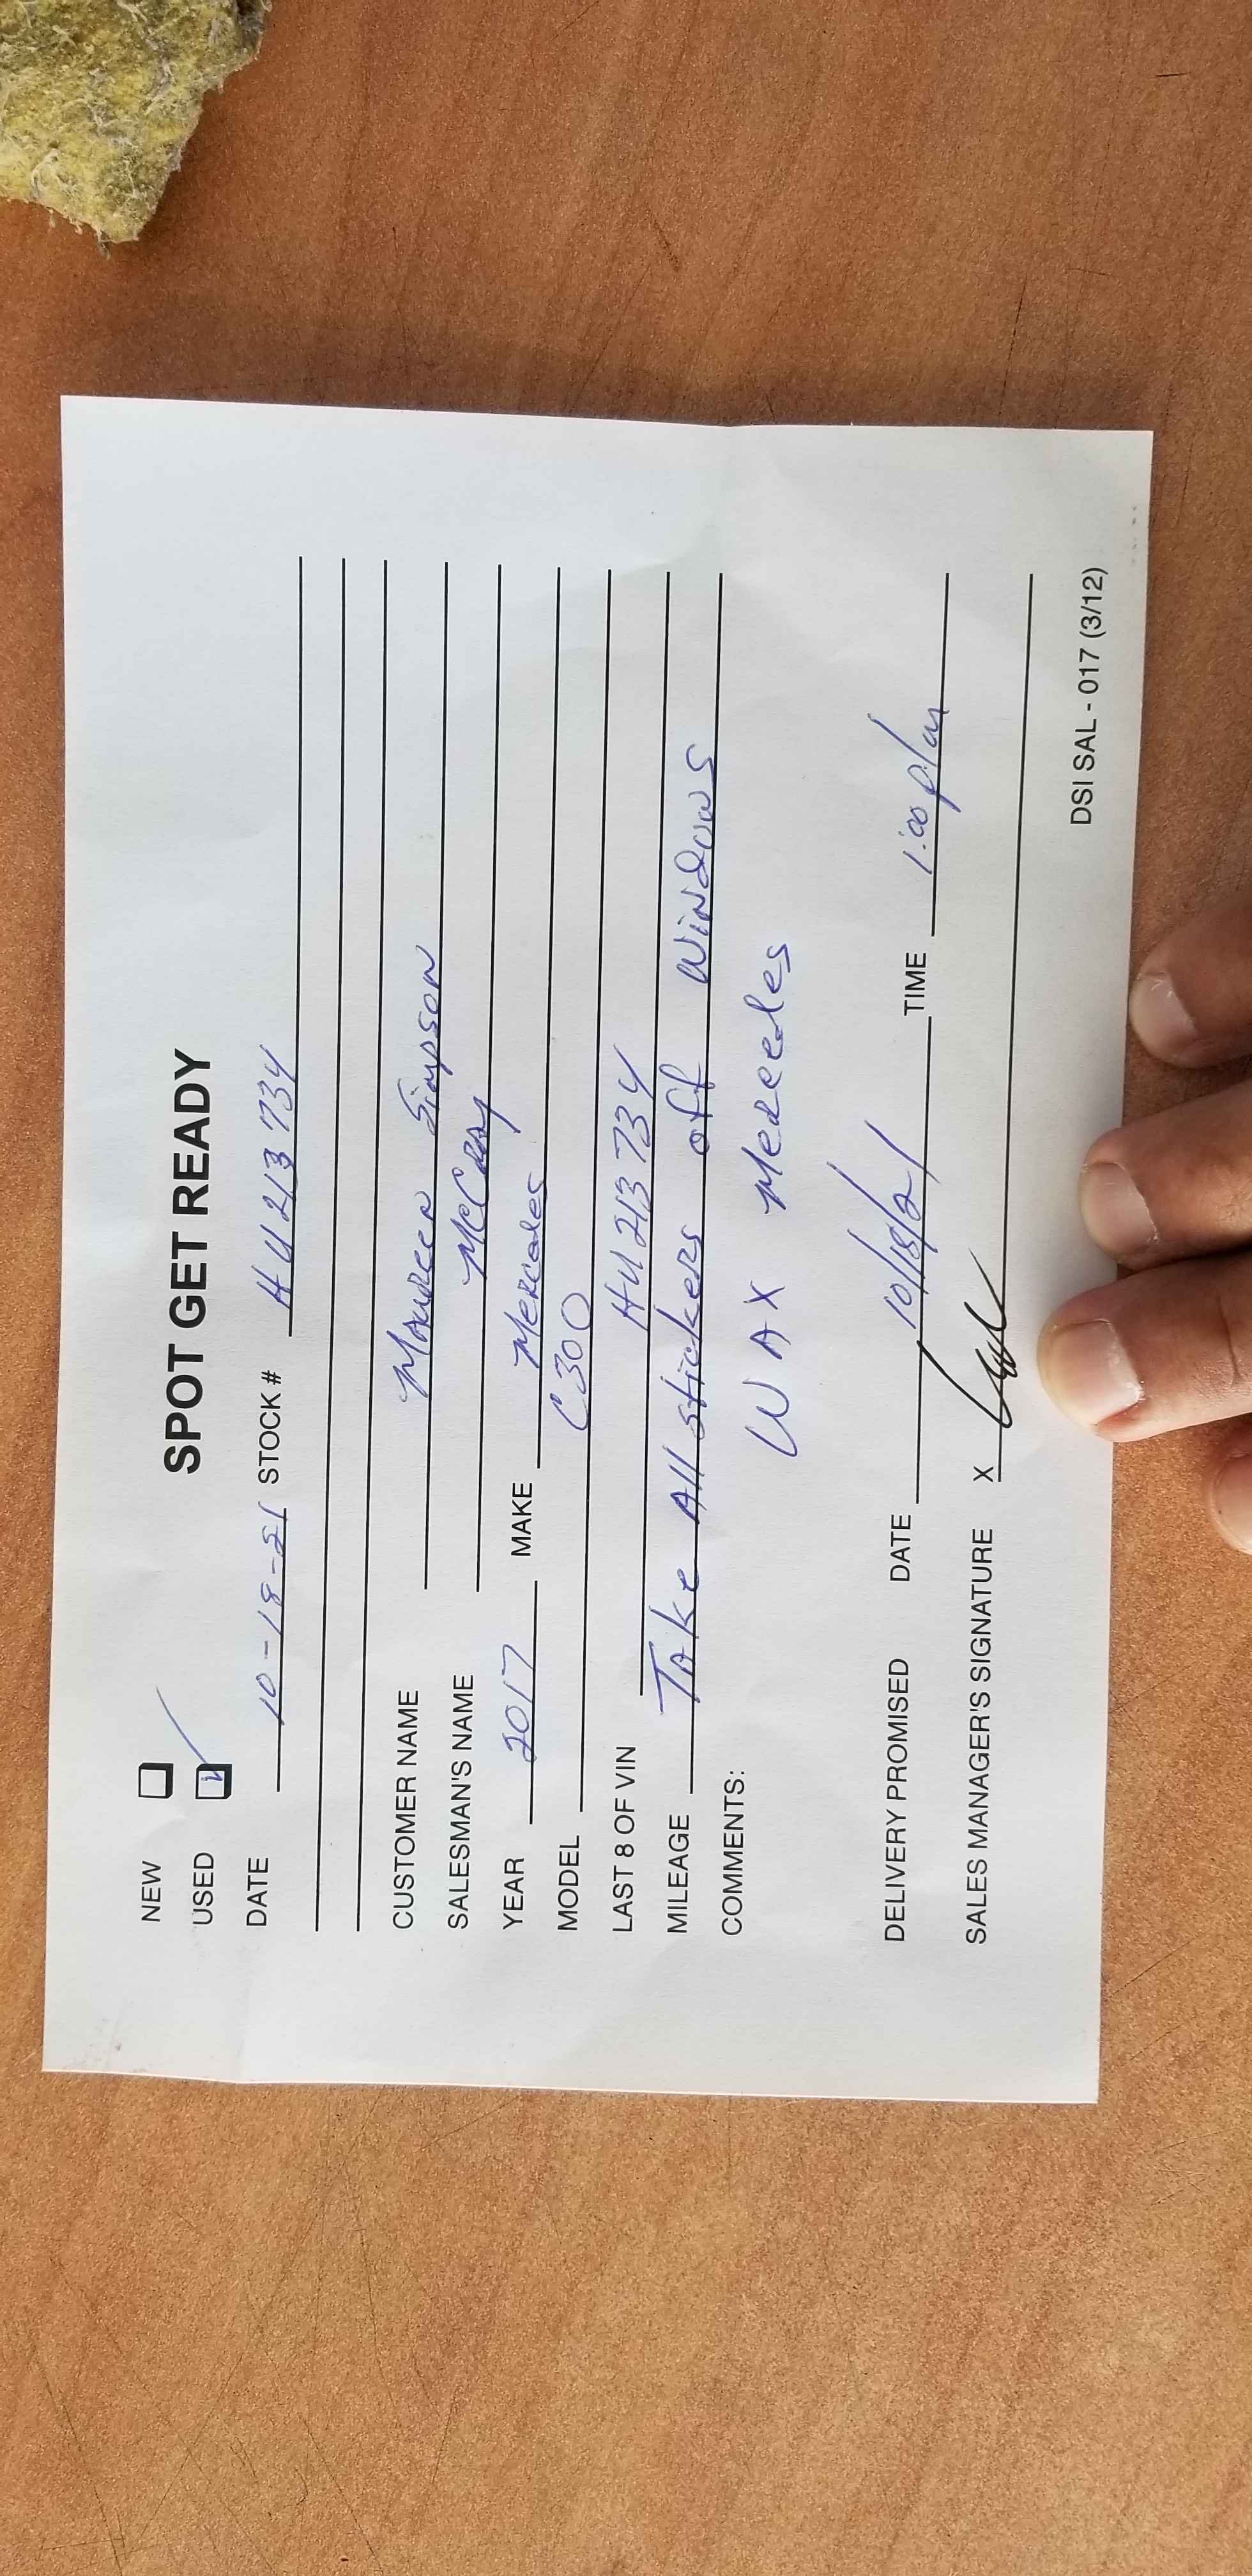 SPOT GET READY
NEW
USED
DATE 10-18-21 STOCK # HU213734
CUSTOMER NAME Maureen Simpson
SALESMAN'S NAME McCray
YEAR 2017 MAKE Mercedes
MODEL C300
LAST 8 OF VIN HU213734
MILEAGE
COMMENTS: Take All stickers off Windows
WAX Mercedes
DELIVERY PROMISED DATE 10/18/21 TIME 1:00
SALES MANAGER'S SIGNATURE X
DSI SAL - 017 (3/12)